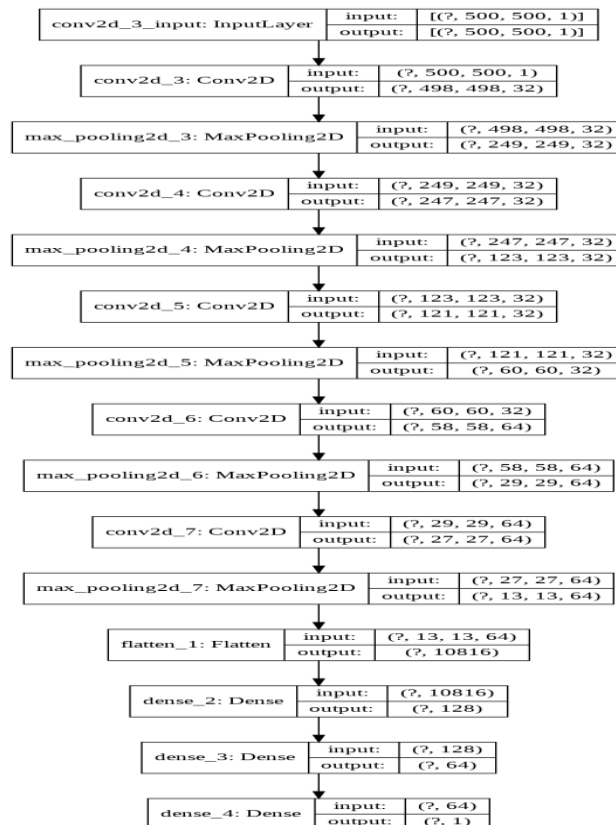 conv2d_3_input: InputLayer input: [(?, 500, 500, 1)]
output: [(?, 500, 500, 1)]
conv2d_3: Conv2D input: (?, 500, 500, 1)
output: (?, 498, 498, 32)
max_pooling2d_3: MaxPooling2D input: (?, 498, 498, 32)
output: (?, 249, 249, 32)
conv2d_4: Conv2D input: (?, 249, 249, 32)
output: (?, 247, 247, 32)
max_pooling2d_4: MaxPooling2D input: (?, 247, 247, 32)
output: (?, 123, 123, 32)
conv2d_5: Conv2D input: (?, 123, 123, 32)
output: (?, 121, 121, 32)
max_pooling2d_5: MaxPooling2D input: (?, 121, 121, 32)
output: (?, 60, 60, 32)
conv2d_6: Conv2D input: (?, 60, 60, 32)
output: (?, 58, 58, 64)
max_pooling2d_6: MaxPooling2D input: (?, 58, 58, 64)
output: (?, 29, 29, 64)
conv2d_7: Conv2D input: (?, 29, 29, 64)
output: (?, 27, 27, 64)
max_pooling2d_7: MaxPooling2D input: (?, 27, 27, 64)
output: (?, 13, 13, 64)
flatten_1: Flatten input: (?, 13, 13, 64)
output: (?, 10816)
dense_2: Dense input: (?, 10816)
output: (?, 128)
dense_3: Dense input: (?, 128)
output: (?, 64)
dense_4: Dense input: (?, 64)
output: (?, 1)